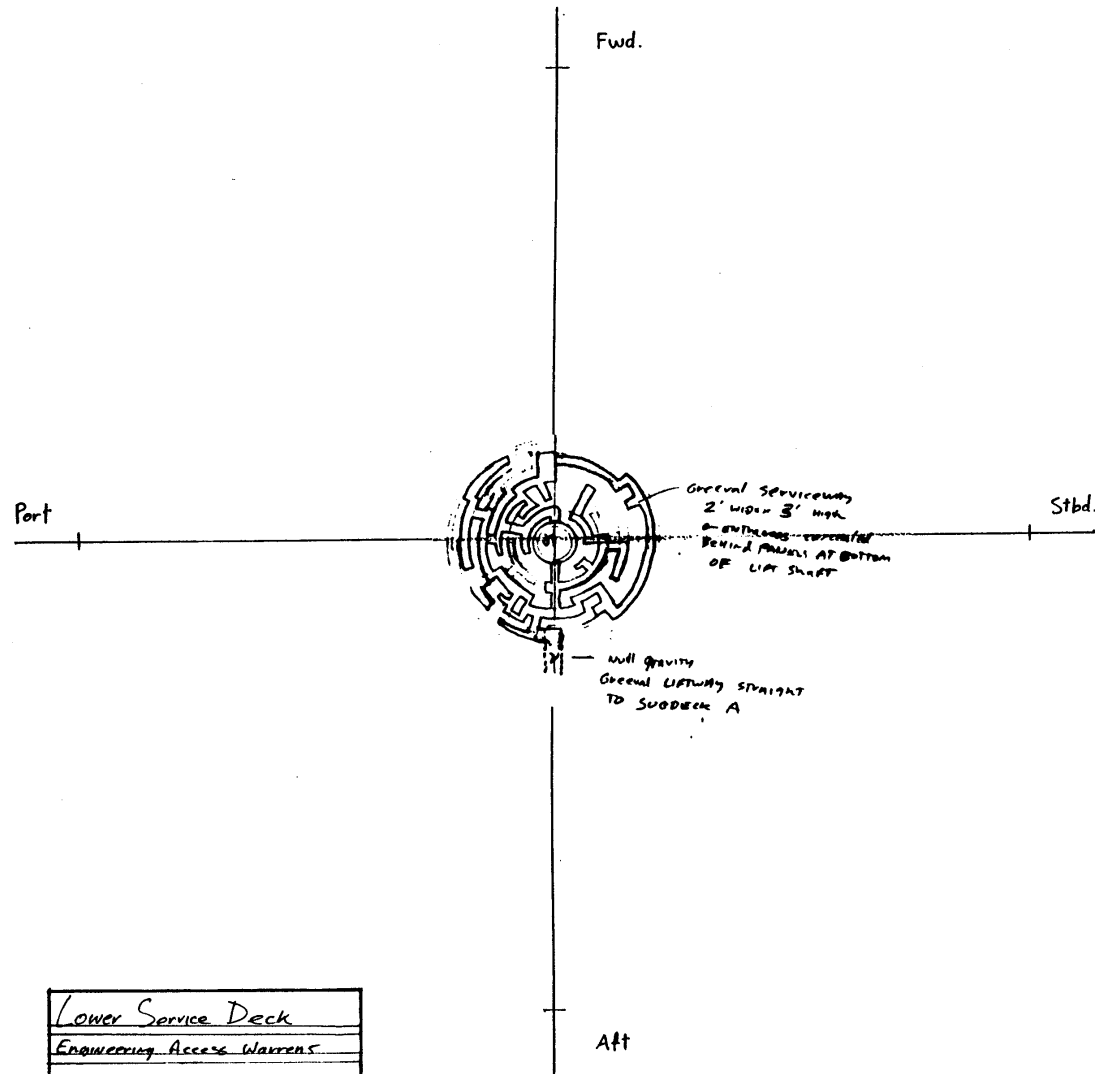 Fwd.
Port
Stbd.
Greeval Serviceway
2' wide x 3' high
Behind Panels AT BOTTOM
OF LIFT SHAFT
Null gravity
Greeval LIFTWAY STRAIGHT
TO SUBDECK A
Aft
Lower Service Deck
Engineering Access Warrens